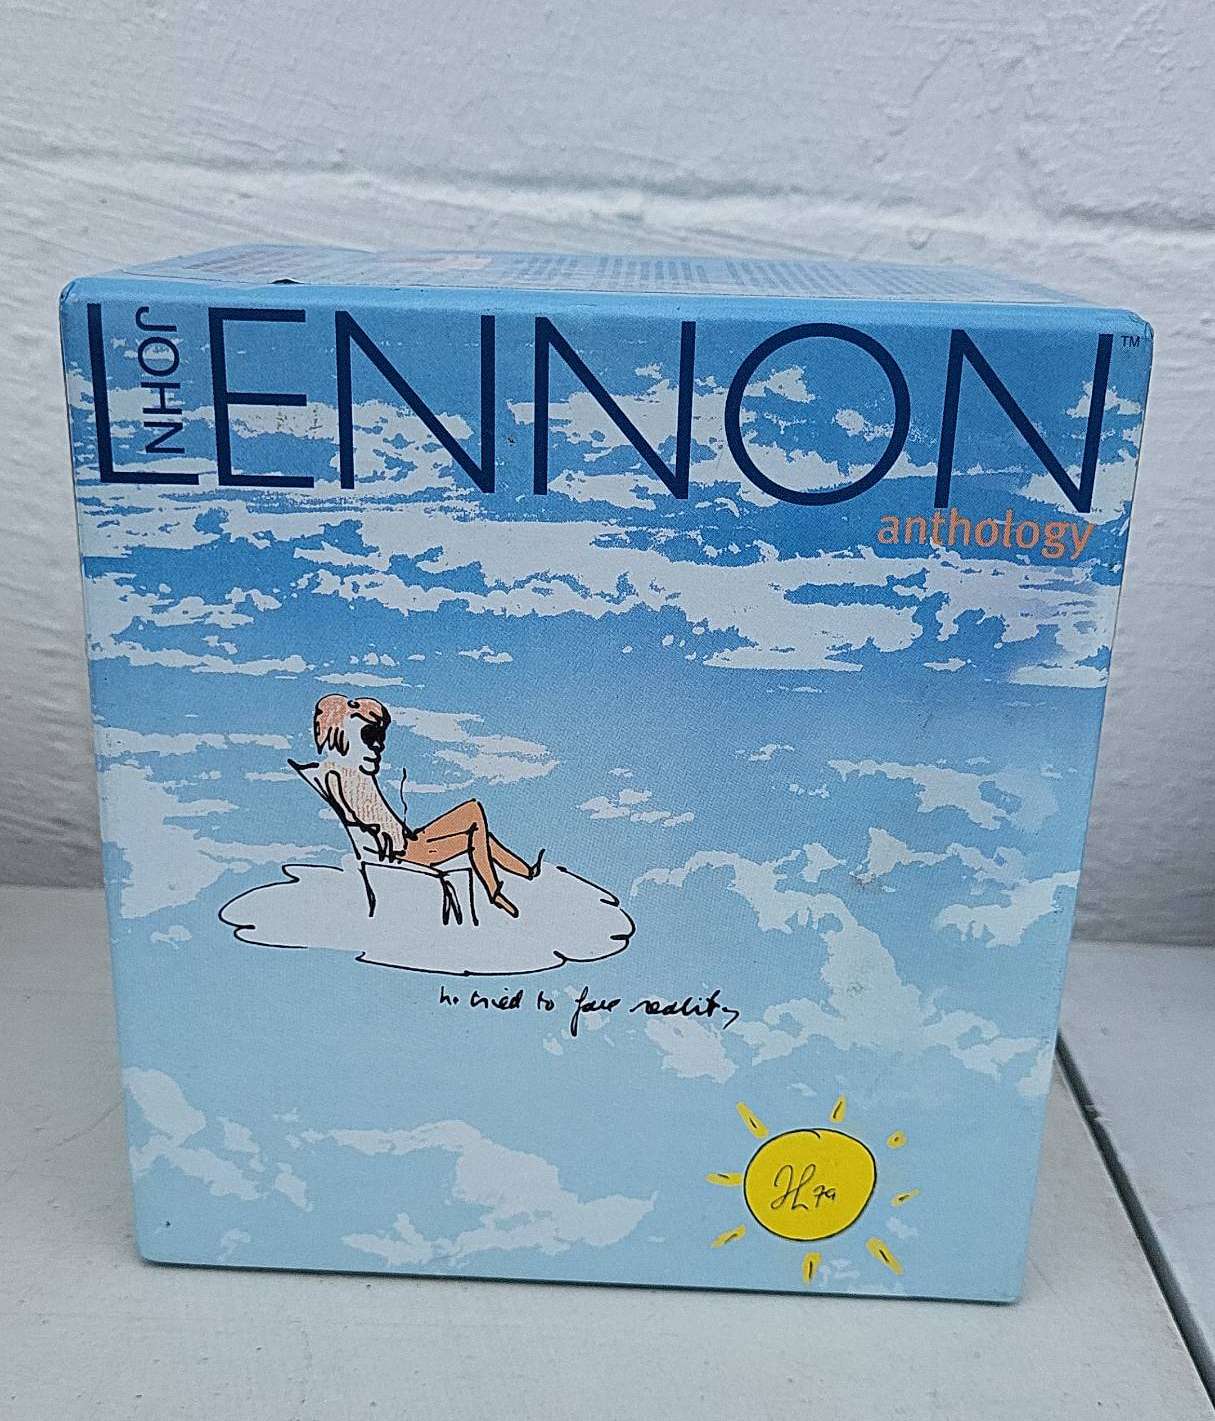 JOHN
LENNON™
anthology
he tried to face reality
JL 79